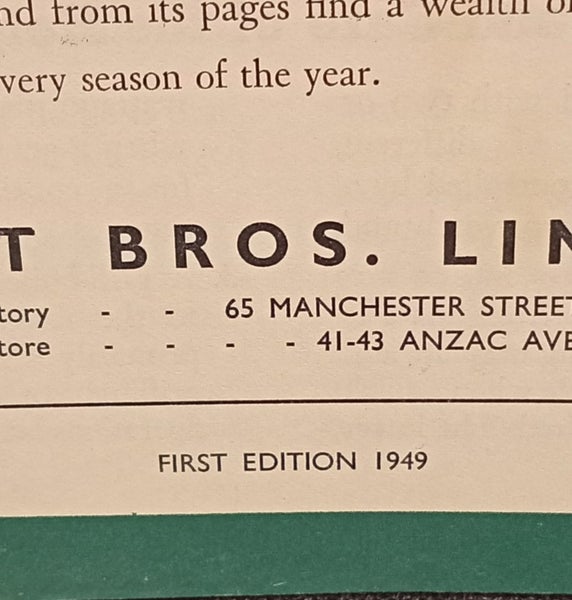 nd from its pages find a wealth o
very season of the year.
T BROS. LIN
tory - - 65 MANCHESTER STREET
tore - - - - 41-43 ANZAC AVE
FIRST EDITION 1949